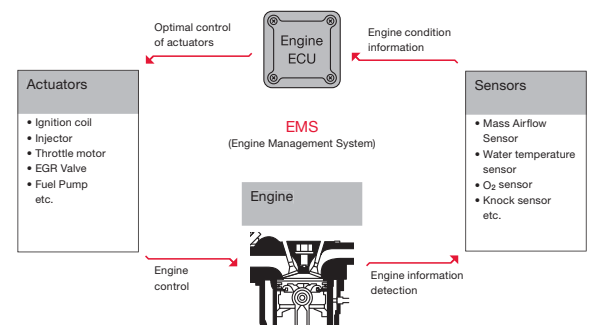 Optimal control
of actuators
Engine
ECU
Engine condition
information
Actuators
• Ignition coil
• Injector
• Throttle motor
• EGR Valve
• Fuel Pump
etc.
EMS
(Engine Management System)
Sensors
• Mass Airflow
Sensor
• Water temperature
sensor
• O₂ sensor
• Knock sensor
etc.
Engine
Engine
control
Engine information
detection